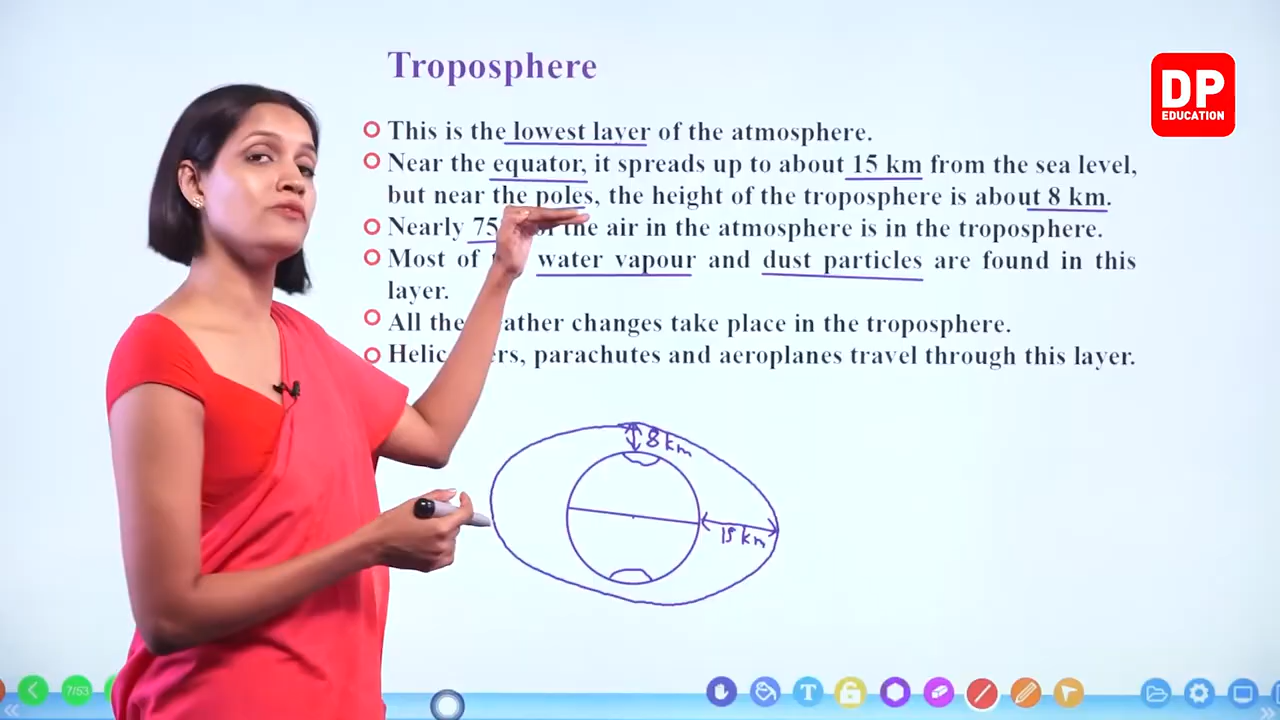 Troposphere
DP
EDUCATION
This is the lowest layer of the atmosphere.
Near the equator, it spreads up to about 15 km from the sea level,
but near the poles, the height of the troposphere is about 8 km.
Nearly 75 the air in the atmosphere is in the troposphere.
Most of water vapour and dust particles are found in this
layer.
All the changes take place in the troposphere.
parachutes and aeroplanes travel through this layer.
8 km
15 km
7/53
T